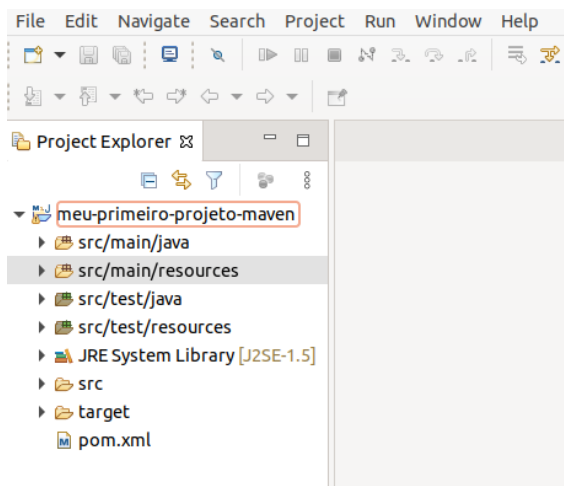 File Edit Navigate Search Project Run Window Help
Project Explorer
meu-primeiro-projeto-maven
src/main/java
src/main/resources
src/test/java
src/test/resources
JRE System Library [J2SE-1.5]
src
target
pom.xml